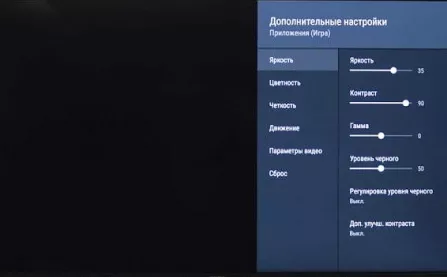 Дополнительные настройки
Приложения (Игра)
Яркость
Цветность
Четкость
Движение
Параметры видео
Сброс
Яркость
35
Контраст
90
Гамма
0
Уровень черного
50
Регулировка уровня черного
Выкл.
Доп. улучш. контраста
Выкл.